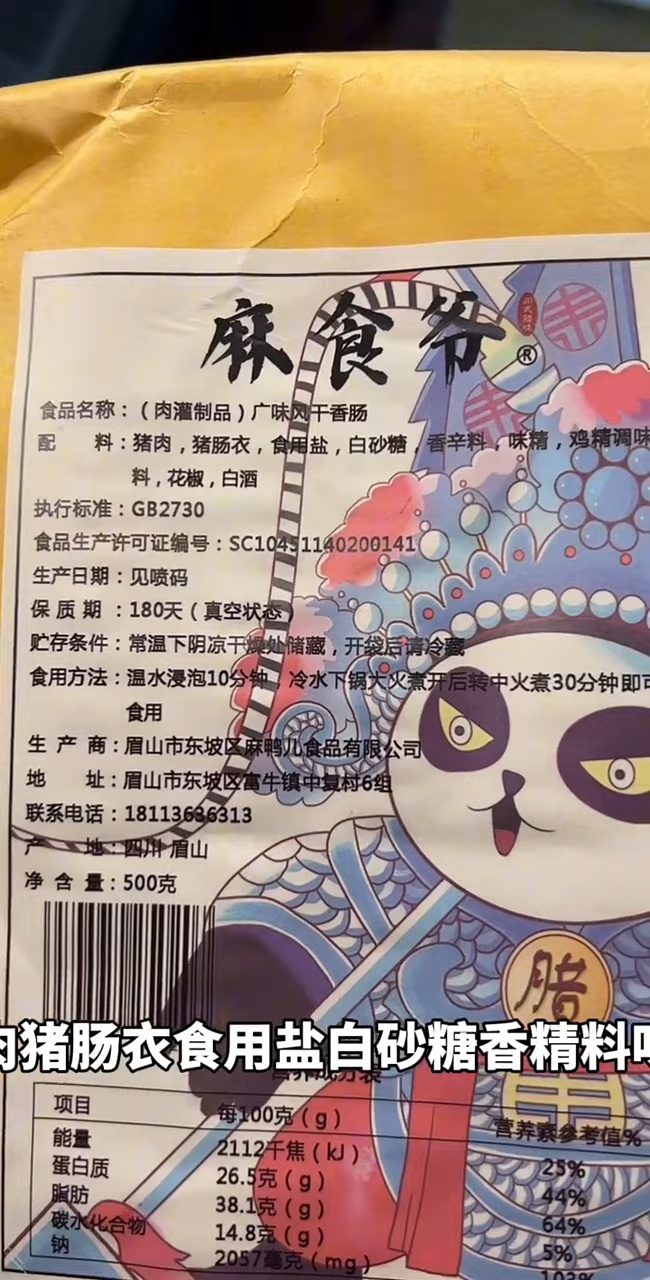 麻食爷®
食品名称：（肉灌制品）广味风干香肠
配 料：猪肉，猪肠衣，食用盐，白砂糖，香辛料，味精，鸡精调味
料，花椒，白酒
执行标准：GB2730
食品生产许可证编号：SC10451140200141
生产日期：见喷码
保 质 期：180天（真空状态）
贮存条件：常温下阴凉干燥处储藏，开袋后请冷藏
食用方法：温水浸泡10分钟，冷水下锅大火煮开后转中火煮30分钟即可
食用
生 产 商：眉山市东坡区麻鸭儿食品有限公司
地 址：眉山市东坡区富牛镇中复村6组
联系电话：18113636313
产 地：四川 眉山
净 含 量：500克
腊
肉猪肠衣食用盐白砂糖香精料味
营养成分表
项目 每100克（g） 营养素参考值%
能量 2112千焦（kJ） 25%
蛋白质 26.5克（g） 44%
脂肪 38.1克（g） 64%
碳水化合物 14.8克（g） 5%
钠 2057毫克（mg）